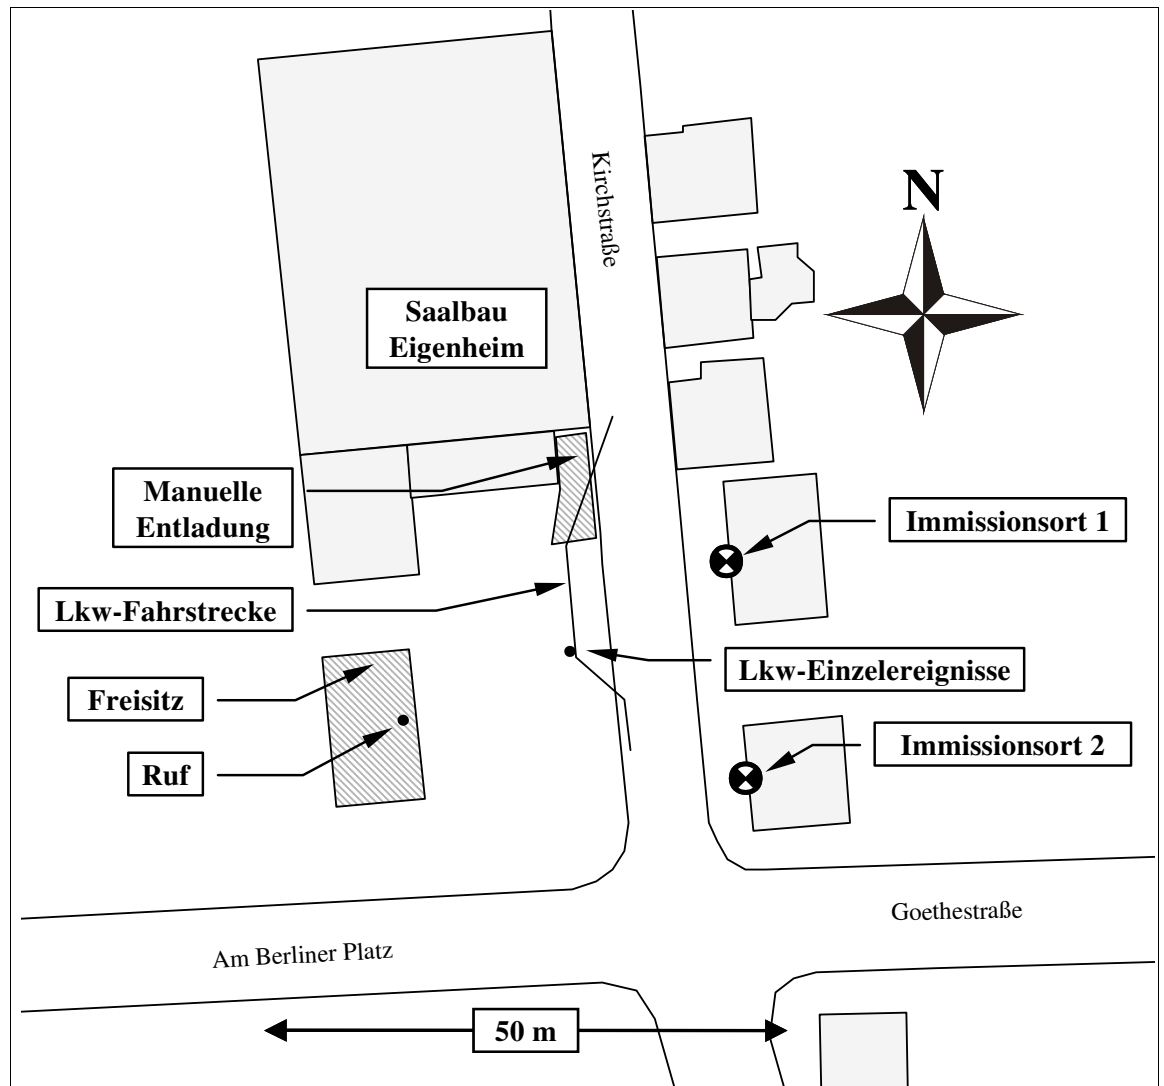 Kirchstraße
N
Saalbau
Eigenheim
Manuelle
Entladung
Immissionsort 1
Lkw-Fahrstrecke
Lkw-Einzelereignisse
Freisitz
Ruf
Immissionsort 2
Goethestraße
Am Berliner Platz
50 m